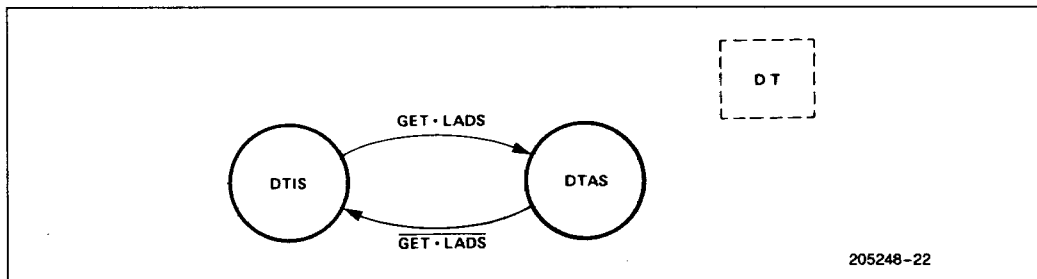 DT
GET • LADS
DTIS
DTAS
GET • LADS
205248-22